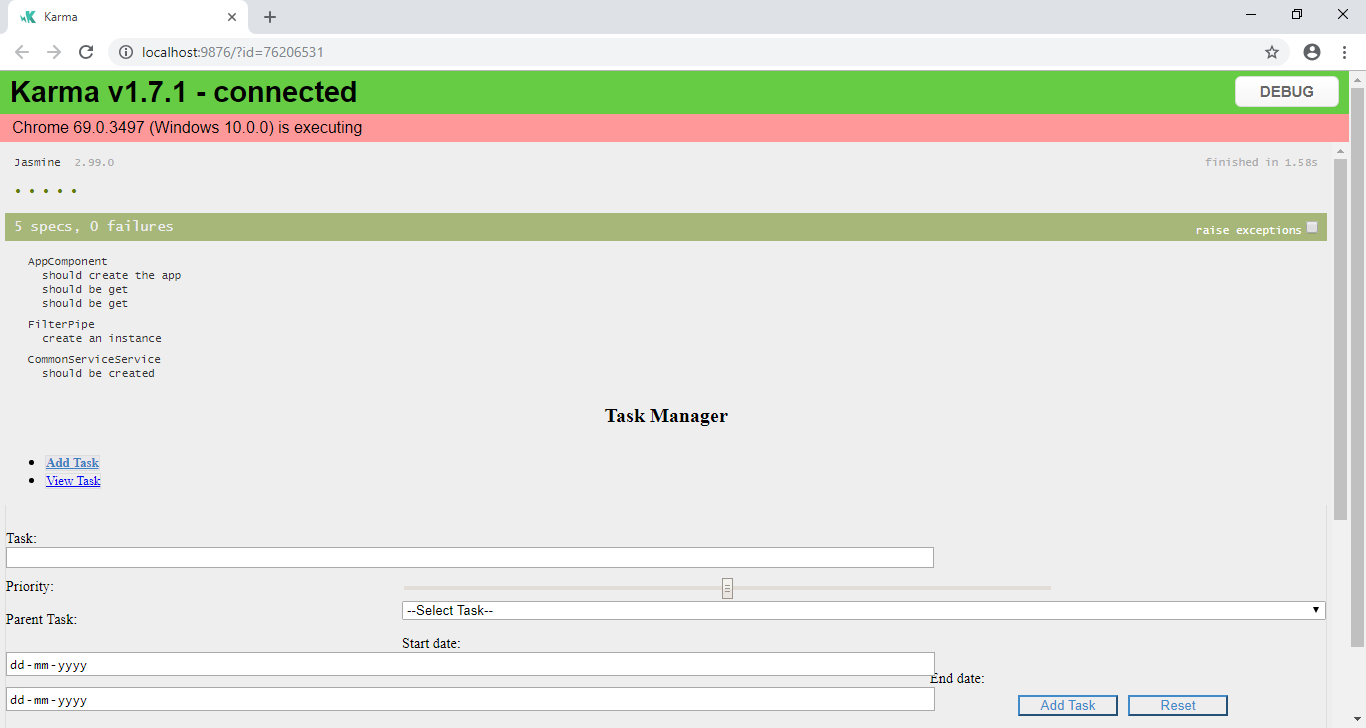 Karma
localhost:9876/?id=76206531
Karma v1.7.1 - connected
DEBUG
Chrome 69.0.3497 (Windows 10.0.0) is executing
Jasmine 2.99.0
finished in 1.58s
5 specs, 0 failures
raise exceptions
AppComponent
should create the app
should be get
should be get
FilterPipe
create an instance
CommonServiceService
should be created
Task Manager
Add Task
View Task
Task:
Priority:
Parent Task:
--Select Task--
Start date:
dd-mm-yyyy
End date:
dd-mm-yyyy
Add Task
Reset